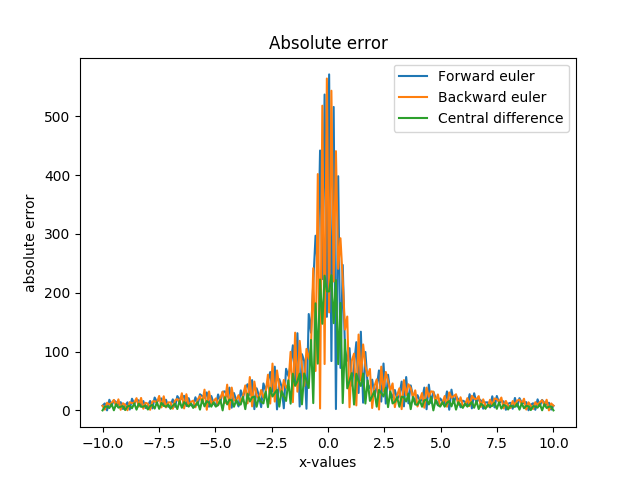 Absolute error
Forward euler
Backward euler
Central difference
absolute error
500
400
300
200
100
0
−10.0 −7.5 −5.0 −2.5 0.0 2.5 5.0 7.5 10.0
x-values